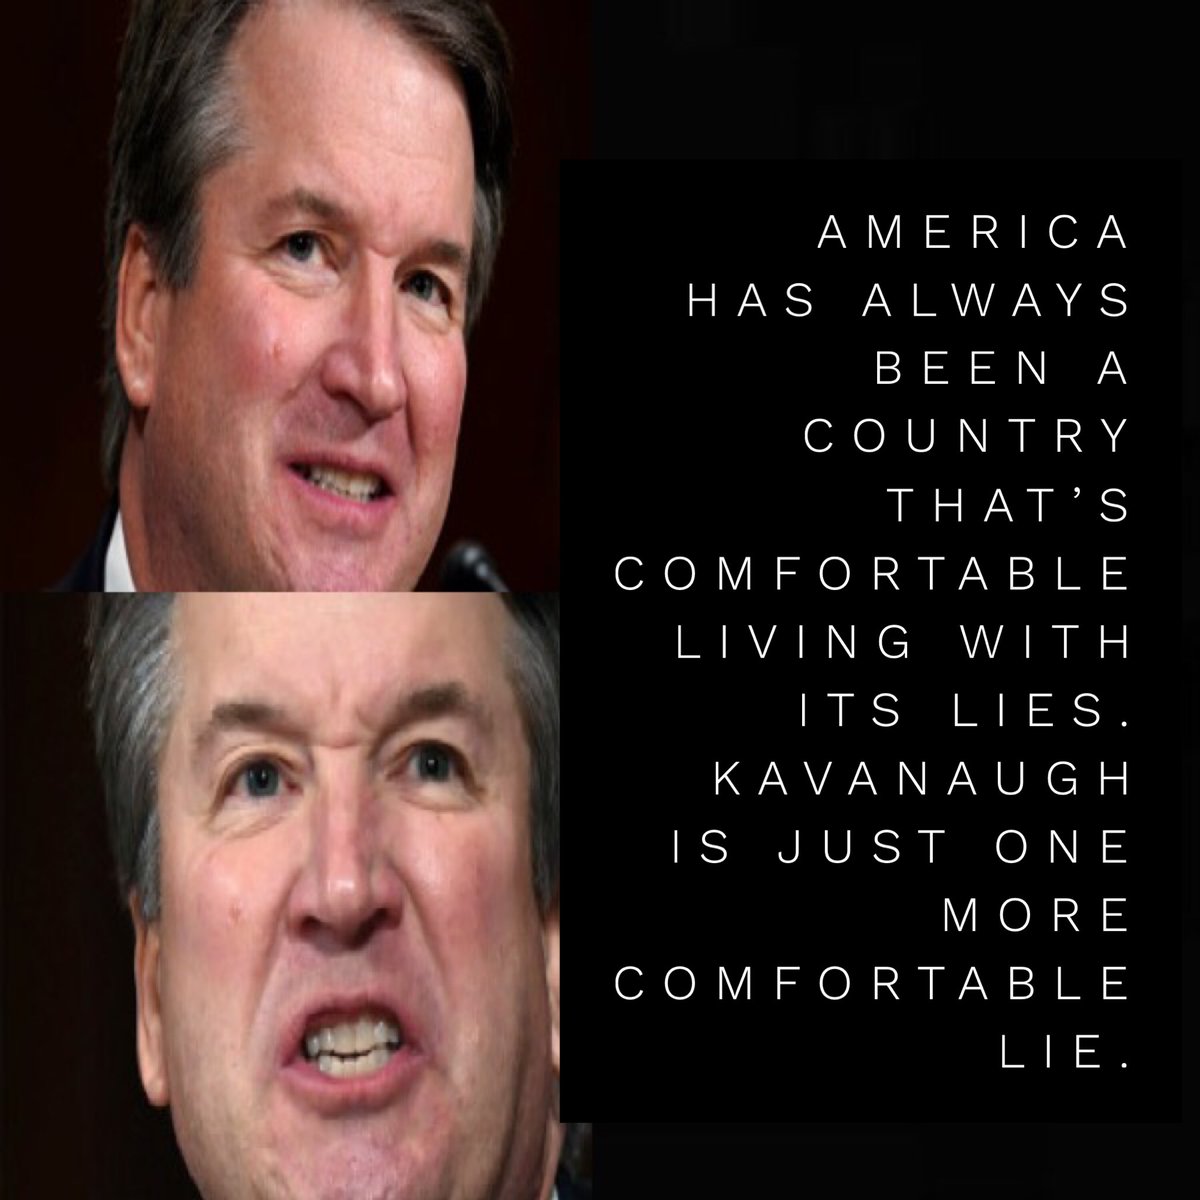 AMERICA
HAS ALWAYS
BEEN A
COUNTRY
THAT’S
COMFORTABLE
LIVING WITH
ITS LIES.
KAVANAUGH
IS JUST ONE
MORE
COMFORTABLE
LIE.